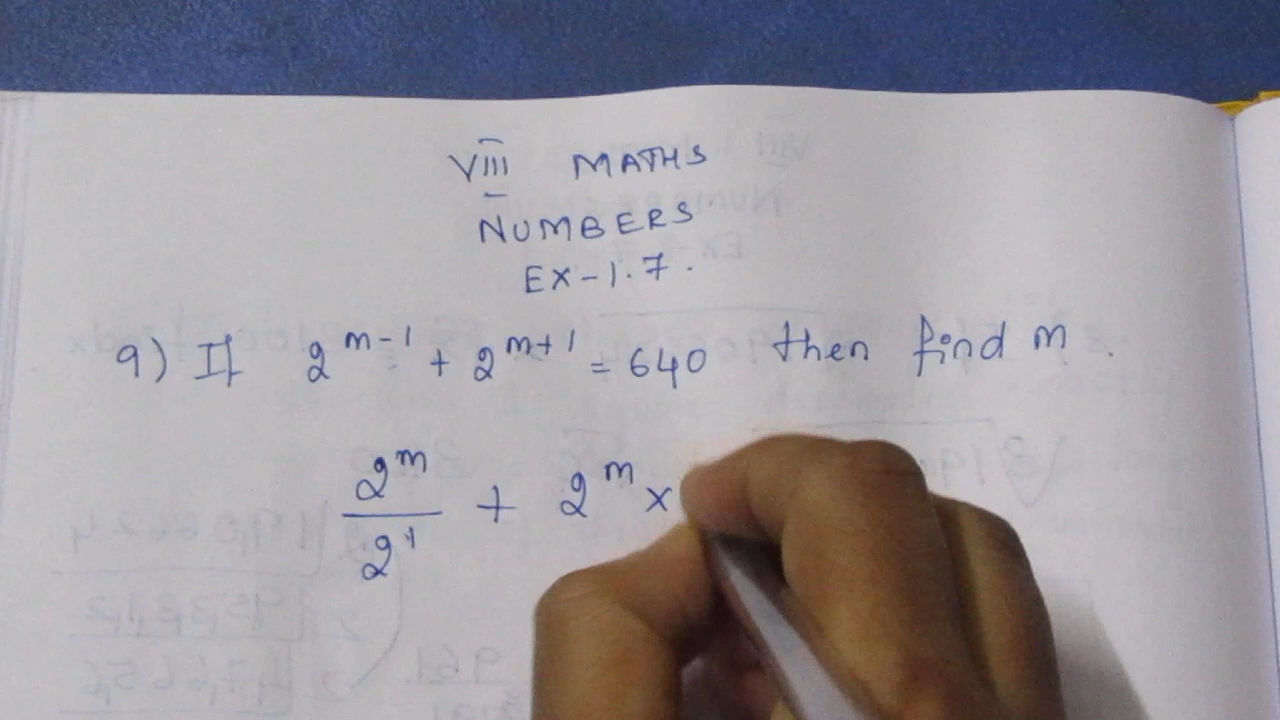 VIII MATHS
NUMBERS
EX-1.7.
9) If 2^{m-1} + 2^{m+1} = 640 then find m.
\frac{2^m}{2^1} + 2^m ×